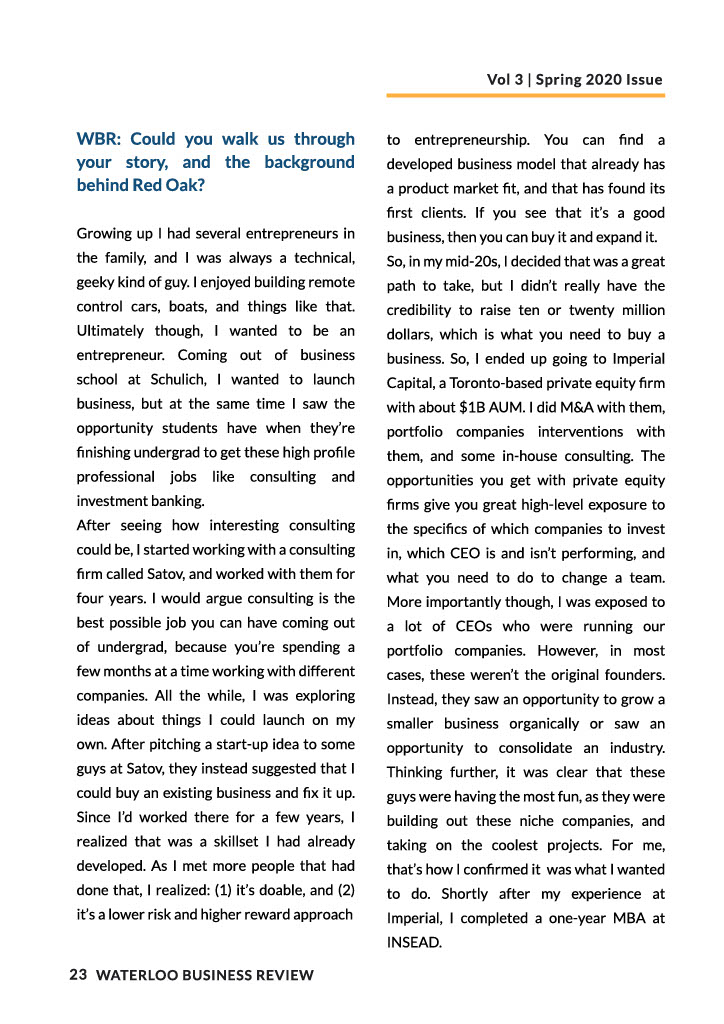 Vol 3 | Spring 2020 Issue
WBR: Could you walk us through
your story, and the background
behind Red Oak?
Growing up I had several entrepreneurs in
the family, and I was always a technical,
geeky kind of guy. I enjoyed building remote
control cars, boats, and things like that.
Ultimately though, I wanted to be an
entrepreneur. Coming out of business
school at Schulich, I wanted to launch
business, but at the same time I saw the
opportunity students have when they're
finishing undergrad to get these high profile
professional jobs like consulting and
investment banking.
After seeing how interesting consulting
could be, I started working with a consulting
firm called Satov, and worked with them for
four years. I would argue consulting is the
best possible job you can have coming out
of undergrad, because you're spending a
few months at a time working with different
companies. All the while, I was exploring
ideas about things I could launch on my
own. After pitching a start-up idea to some
guys at Satov, they instead suggested that I
could buy an existing business and fix it up.
Since I'd worked there for a few years, I
realized that was a skillset I had already
developed. As I met more people that had
done that, I realized: (1) it's doable, and (2)
it's a lower risk and higher reward approach
to entrepreneurship. You can find a
developed business model that already has
a product market fit, and that has found its
first clients. If you see that it's a good
business, then you can buy it and expand it.
So, in my mid-20s, I decided that was a great
path to take, but I didn't really have the
credibility to raise ten or twenty million
dollars, which is what you need to buy a
business. So, I ended up going to Imperial
Capital, a Toronto-based private equity firm
with about $1B AUM. I did M&A with them,
portfolio companies interventions with
them, and some in-house consulting. The
opportunities you get with private equity
firms give you great high-level exposure to
the specifics of which companies to invest
in, which CEO is and isn't performing, and
what you need to do to change a team.
More importantly though, I was exposed to
a lot of CEOs who were running our
portfolio companies. However, in most
cases, these weren't the original founders.
Instead, they saw an opportunity to grow a
smaller business organically or saw an
opportunity to consolidate an industry.
Thinking further, it was clear that these
guys were having the most fun, as they were
building out these niche companies, and
taking on the coolest projects. For me,
that's how I confirmed it was what I wanted
to do. Shortly after my experience at
Imperial, I completed a one-year MBA at
INSEAD.
23 WATERLOO BUSINESS REVIEW